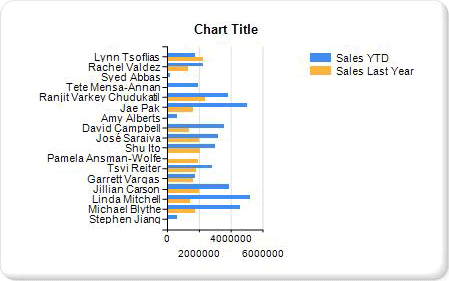 Chart Title
Sales YTD
Sales Last Year
Lynn Tsoflias
Rachel Valdez
Syed Abbas
Tete Mensa-Annan
Ranjit Varkey Chudukatil
Jae Pak
Amy Alberts
David Campbell
José Saraiva
Shu Ito
Pamela Ansman-Wolfe
Tsvi Reiter
Garrett Vargas
Jillian Carson
Linda Mitchell
Michael Blythe
Stephen Jiang
0 4000000
2000000 6000000